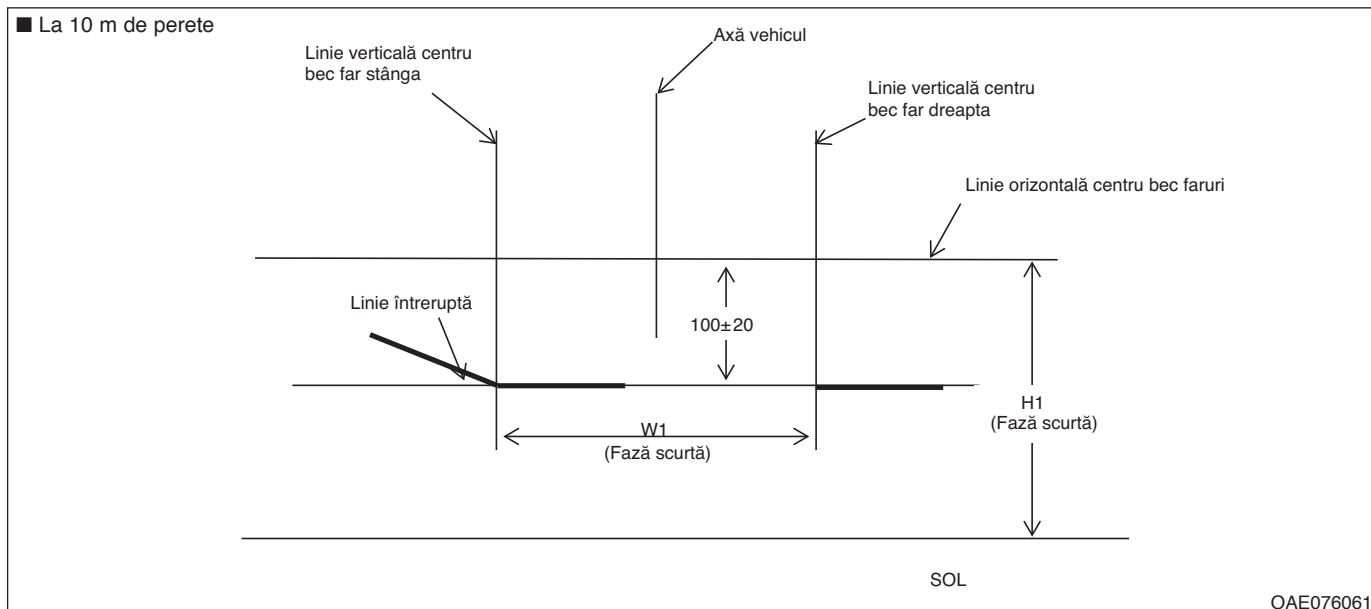 ■ La 10 m de perete
Axă vehicul
Linie verticală centru
bec far stânga
Linie verticală centru
bec far dreapta
Linie orizontală centru bec faruri
Linie întreruptă
100±20
H1
(Fază scurtă)
W1
(Fază scurtă)
SOL
OAE076061